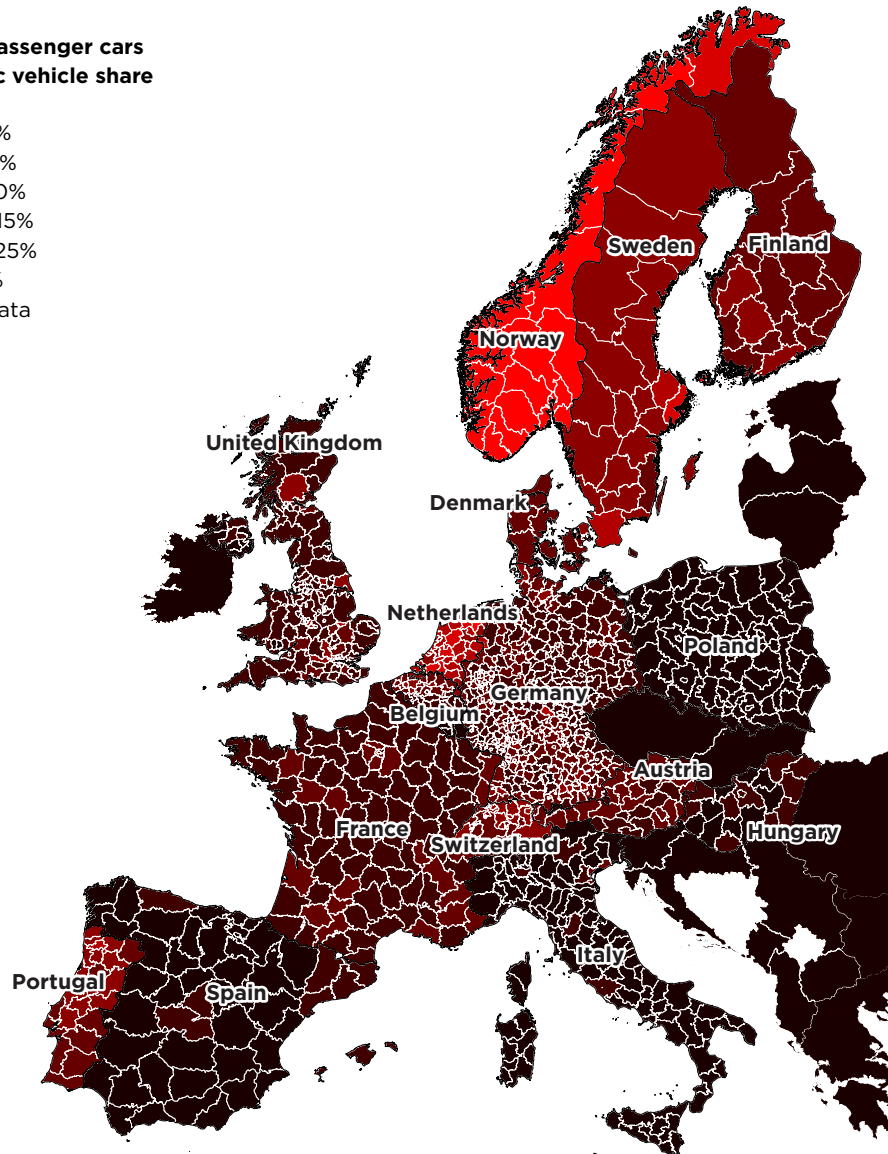 assenger cars
c vehicle share
%
%
0%
15%
25%
%
ata
Sweden
Finland
Norway
United Kingdom
Denmark
Netherlands
Poland
Germany
Belgium
Austria
France
Hungary
Switzerland
Italy
Portugal
Spain